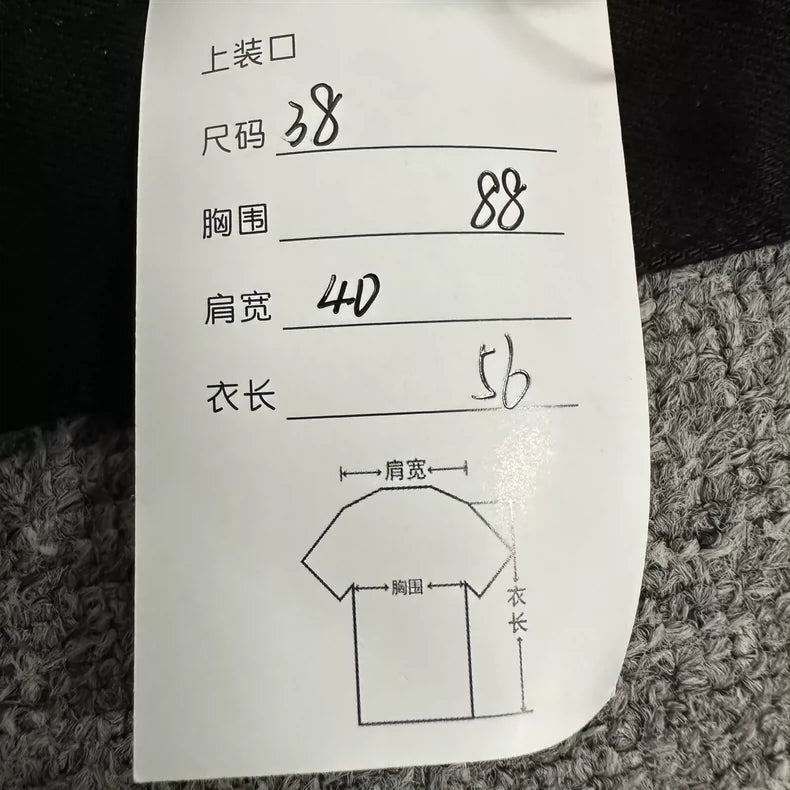 上装口
尺码 38
胸围 88
肩宽 40
衣长 56
肩宽
胸围
衣长